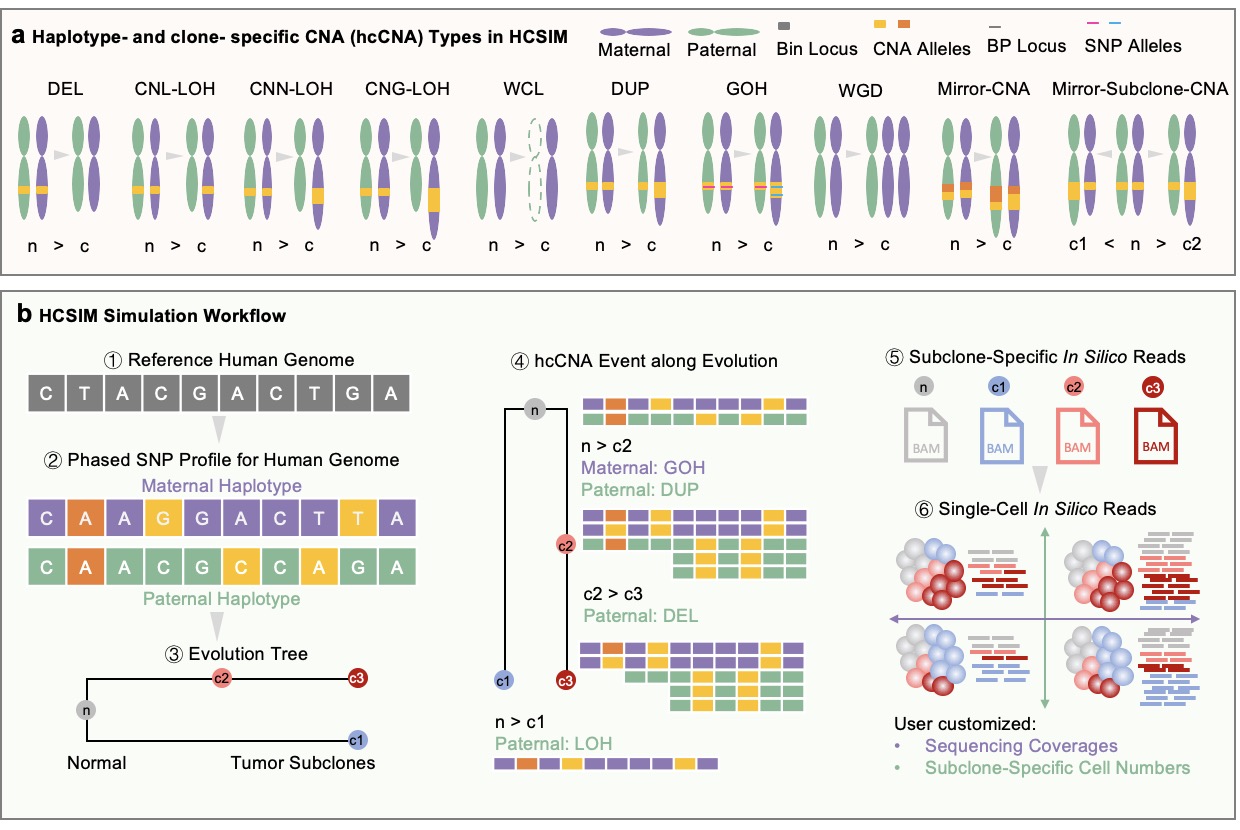 a Haplotype- and clone- specific CNA (hcCNA) Types in HCSIM
Maternal Paternal Bin Locus CNA Alleles BP Locus SNP Alleles
DEL CNL-LOH CNN-LOH CNG-LOH WCL DUP GOH WGD Mirror-CNA Mirror-Subclone-CNA
n > c n > c n > c n > c n > c n > c n > c n > c n > c c1 < n > c2
b HCSIM Simulation Workflow
① Reference Human Genome
C T A C G A C T G A
② Phased SNP Profile for Human Genome
Maternal Haplotype
C A A G G A C T T A
C A A C G C C A G A
Paternal Haplotype
③ Evolution Tree
c2 c3
n
c1
Normal Tumor Subclones
④ hcCNA Event along Evolution
n
n > c2
Maternal: GOH
Paternal: DUP
c2
c2 > c3
Paternal: DEL
c1 c3
n > c1
Paternal: LOH
⑤ Subclone-Specific In Silico Reads
n c1 c2 c3
BAM BAM BAM BAM
⑥ Single-Cell In Silico Reads
User customized:
• Sequencing Coverages
• Subclone-Specific Cell Numbers